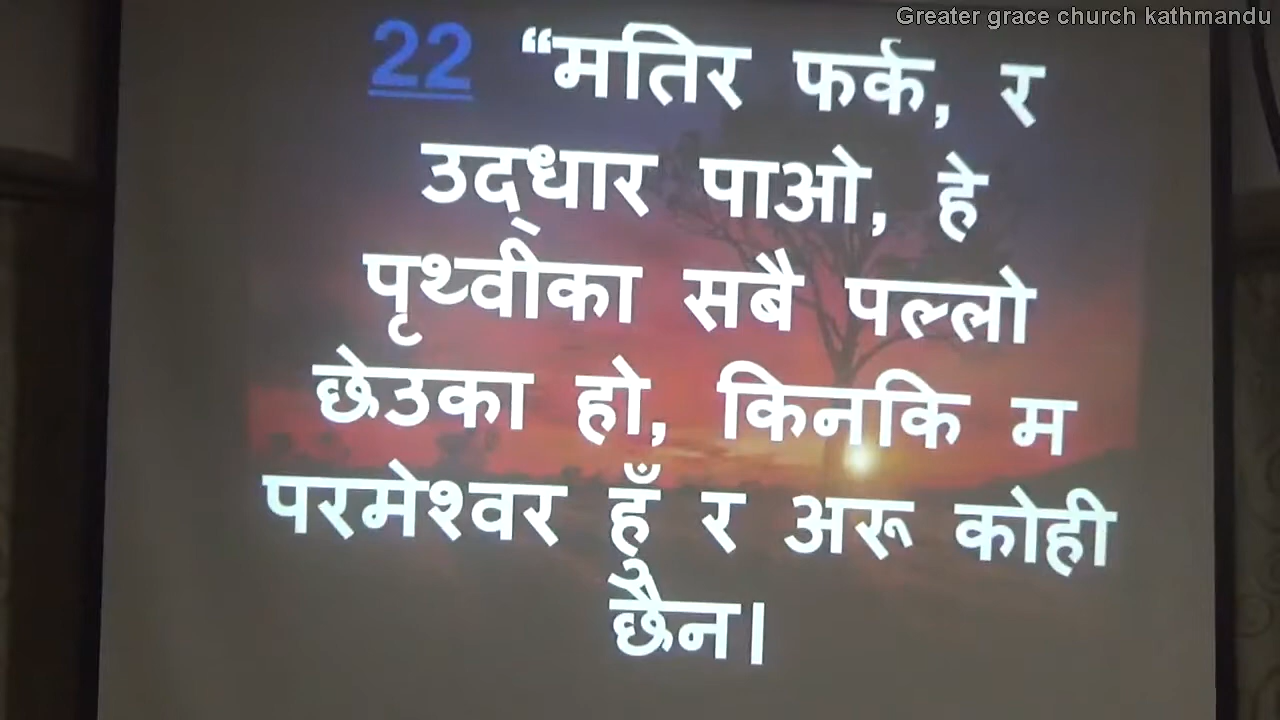 Greater grace church kathmandu
22 “मतिर फर्क, र
उद्धार पाओ, हे
पृथ्वीका सबै पल्लो
छेउका हो, किनकि म
परमेश्वर हुँ र अरू कोही
छैन।